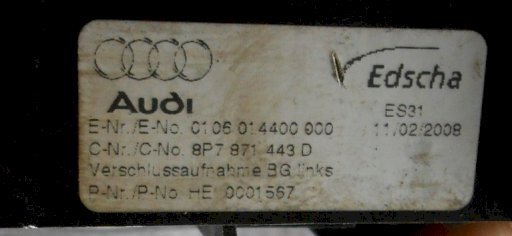 Edscha
Audi
ES31
E-Nr./E-No. 0106 014400 000
11/02/2008
C-Nr./C-No. 8P7 871 443 D
Verschlussaufnahme BG links
P-Nr./P-No. HE 0001567